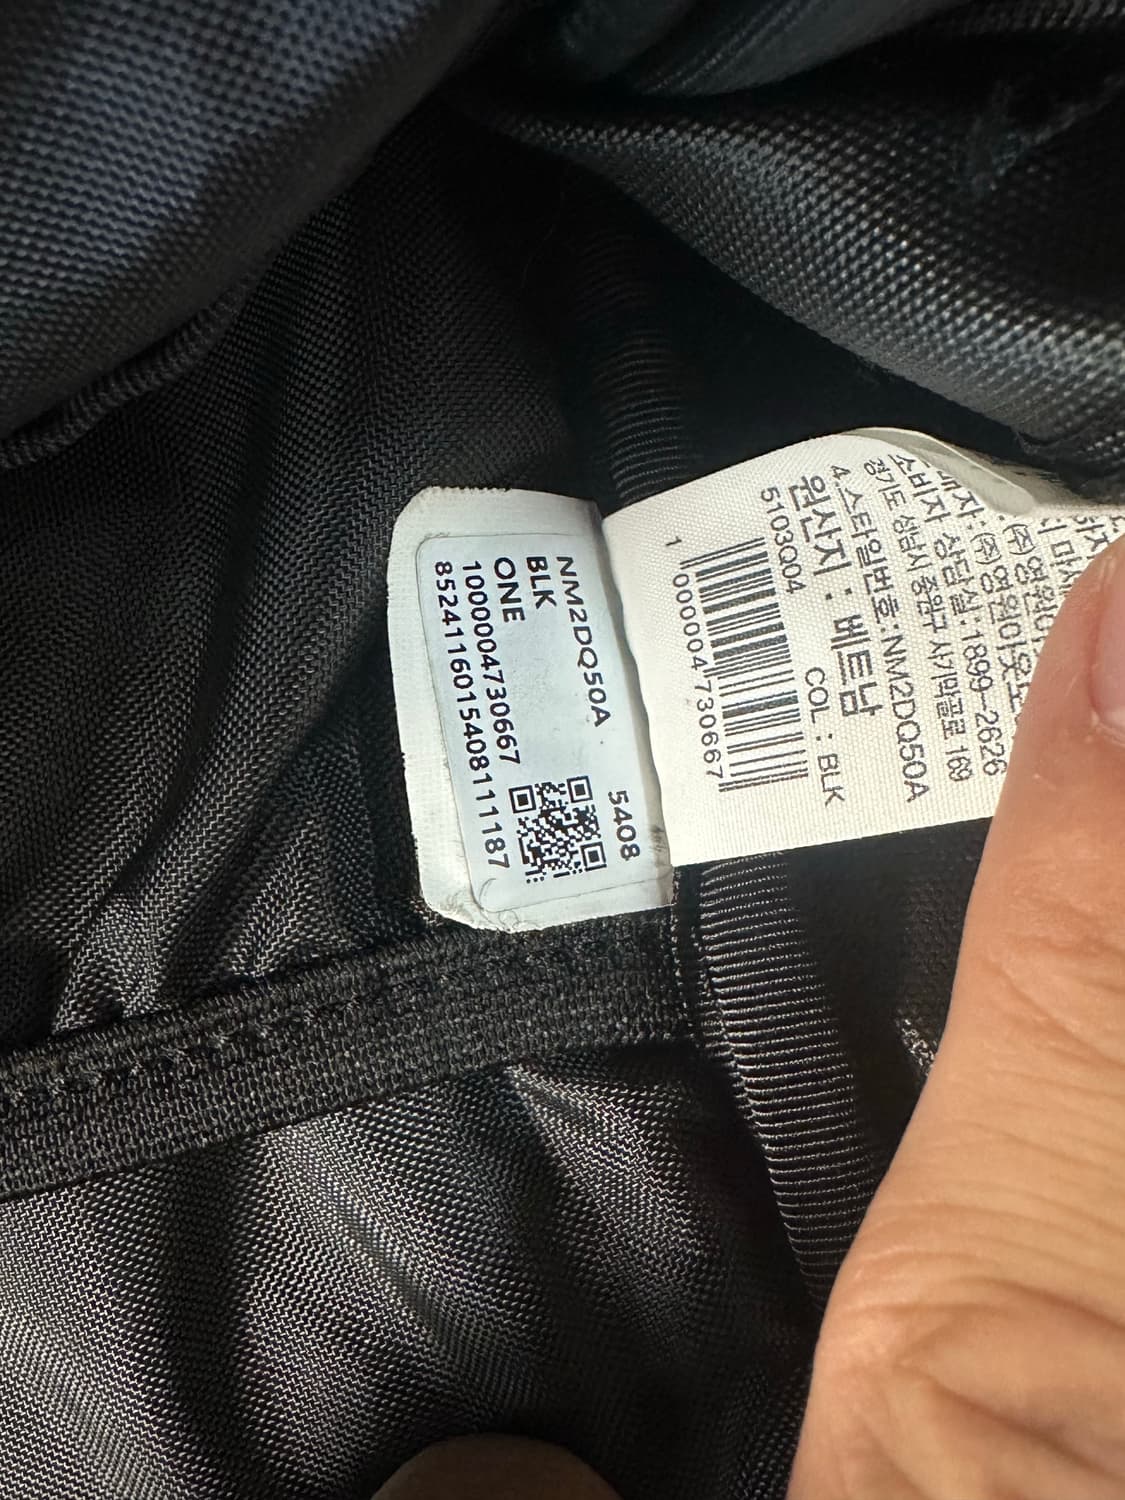 NM2DQ50A 5408
BLK
ONE
1000004730667
85241160154081111187
소비자 상담실:1899-2626
경기도 성남시 중원구 사기막골로 169
4.스타일번호:NM2DQ50A
원산지 : 베트남
5103Q04 COL : BLK
1 000004 730667